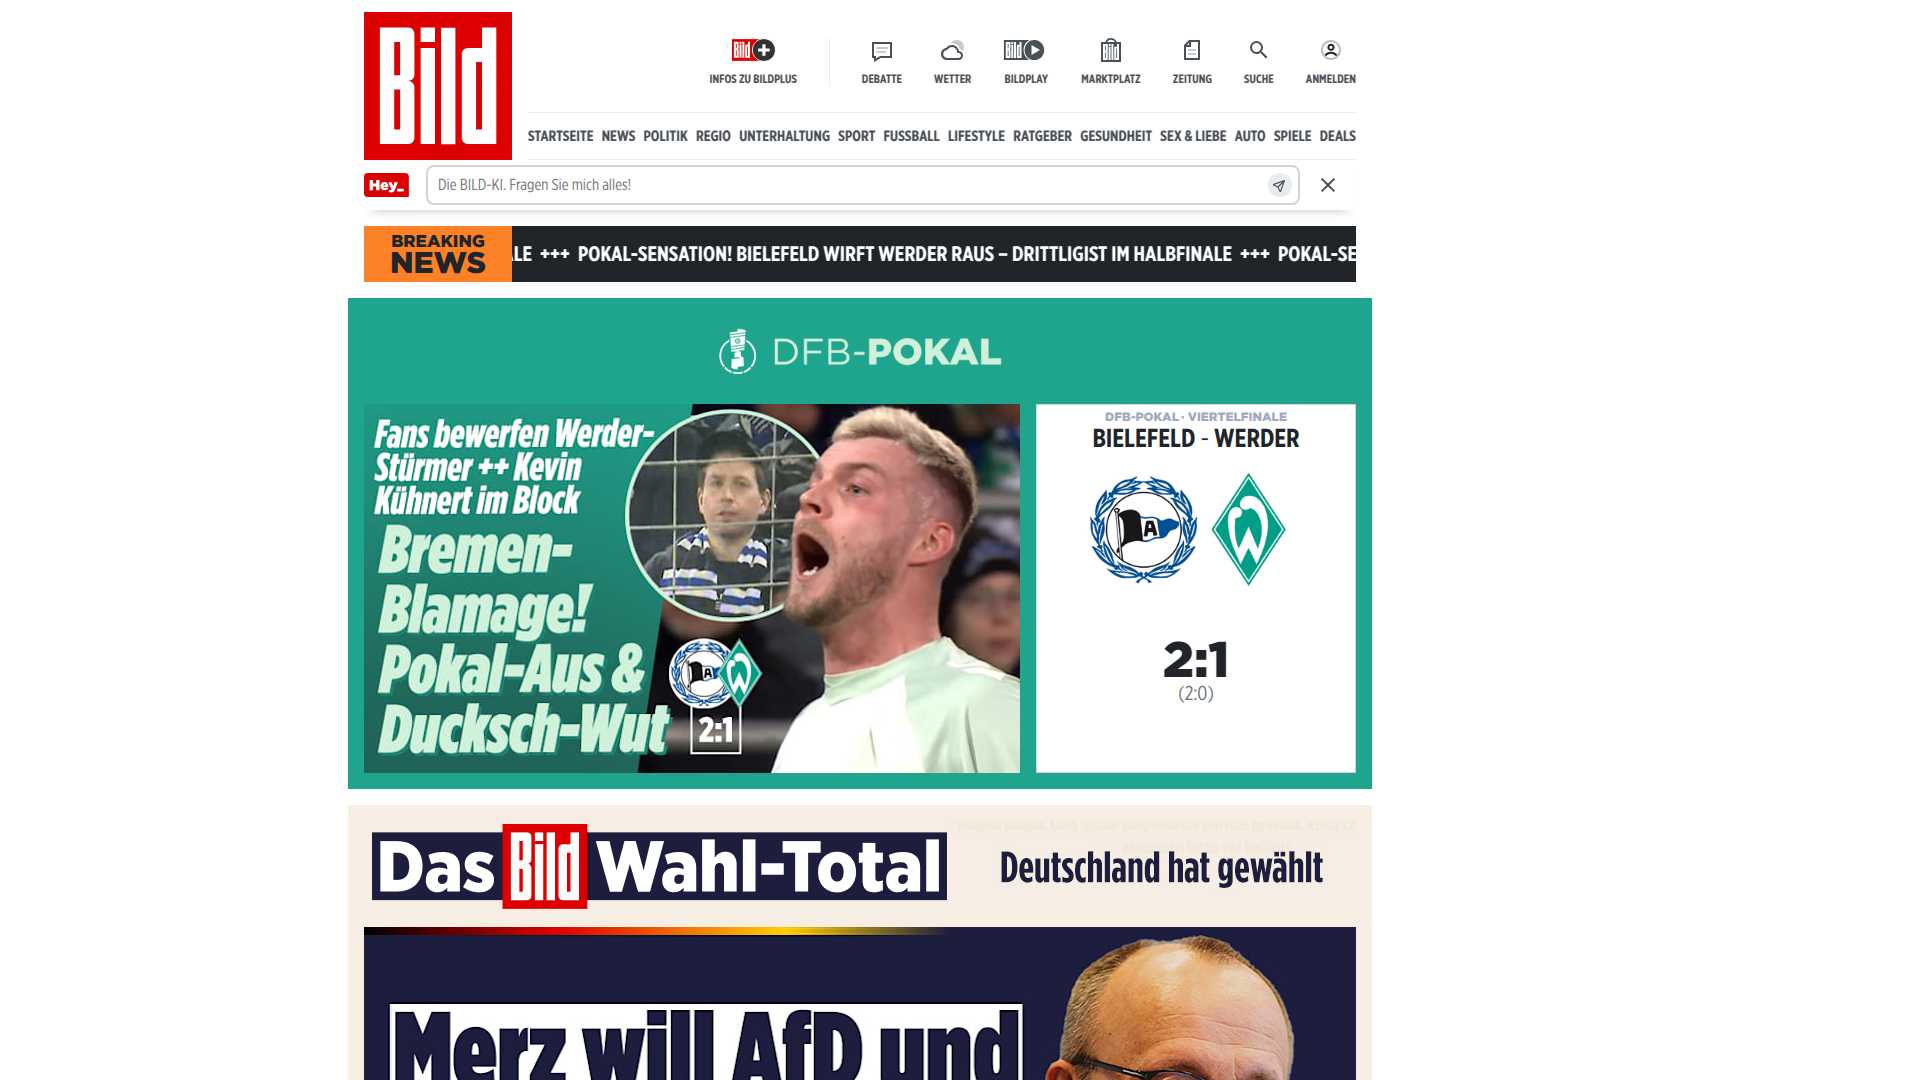 Bild
Bild+
INFOS ZU BILDPLUS
DEBATTE
WETTER
Bild
BILDPLAY
Bild
MARKTPLATZ
ZEITUNG
SUCHE
ANMELDEN
STARTSEITE NEWS POLITIK REGIO UNTERHALTUNG SPORT FUSSBALL LIFESTYLE RATGEBER GESUNDHEIT SEX & LIEBE AUTO SPIELE DEALS
Hey_
Die BILD-KI. Fragen Sie mich alles!
BREAKING
NEWS
LE +++ POKAL-SENSATION! BIELEFELD WIRFT WERDER RAUS – DRITTLIGIST IM HALBFINALE +++ POKAL-SE
DFB-POKAL
Fans bewerfen Werder-
Stürmer ++ Kevin
Kühnert im Block
Bremen-
Blamage!
Pokal-Aus &
Ducksch-Wut
A
W
2:1
DFB-POKAL · VIERTELFINALE
BIELEFELD - WERDER
A
W
2:1
(2:0)
Das Bild Wahl-Total
Deutschland hat gewählt
Merz will AfD und